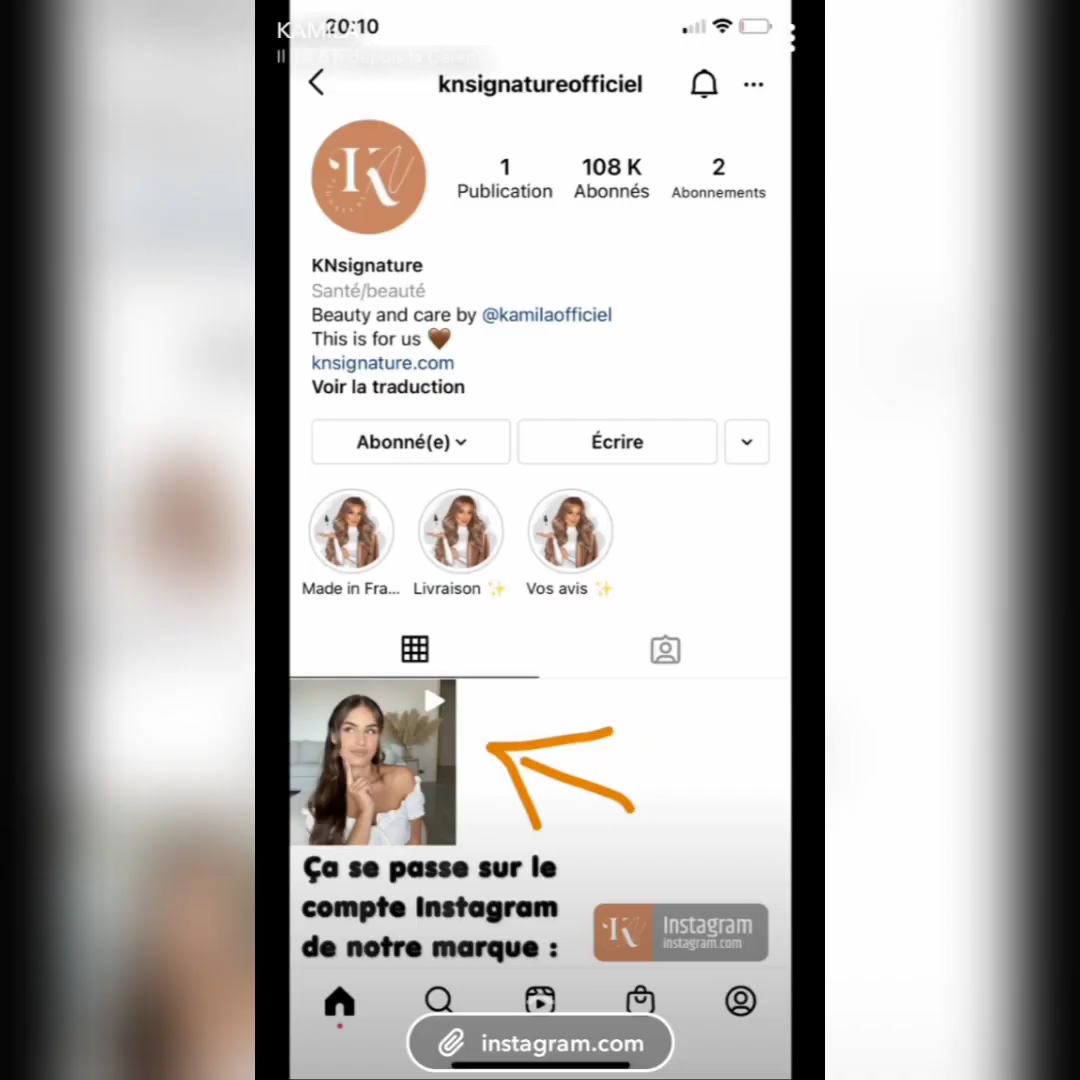 KAMILA
20:10
knsignatureofficiel
1
Publication
108 K
Abonnés
2
Abonnements
KNsignature
Santé/beauté
Beauty and care by @kamilaofficiel
This is for us 🤎
knsignature.com
Voir la traduction
Abonné(e)
Écrire
Made in Fra...
Livraison ✨
Vos avis ✨
Ça se passe sur le
compte Instagram
de notre marque :
Instagram
instagram.com
instagram.com